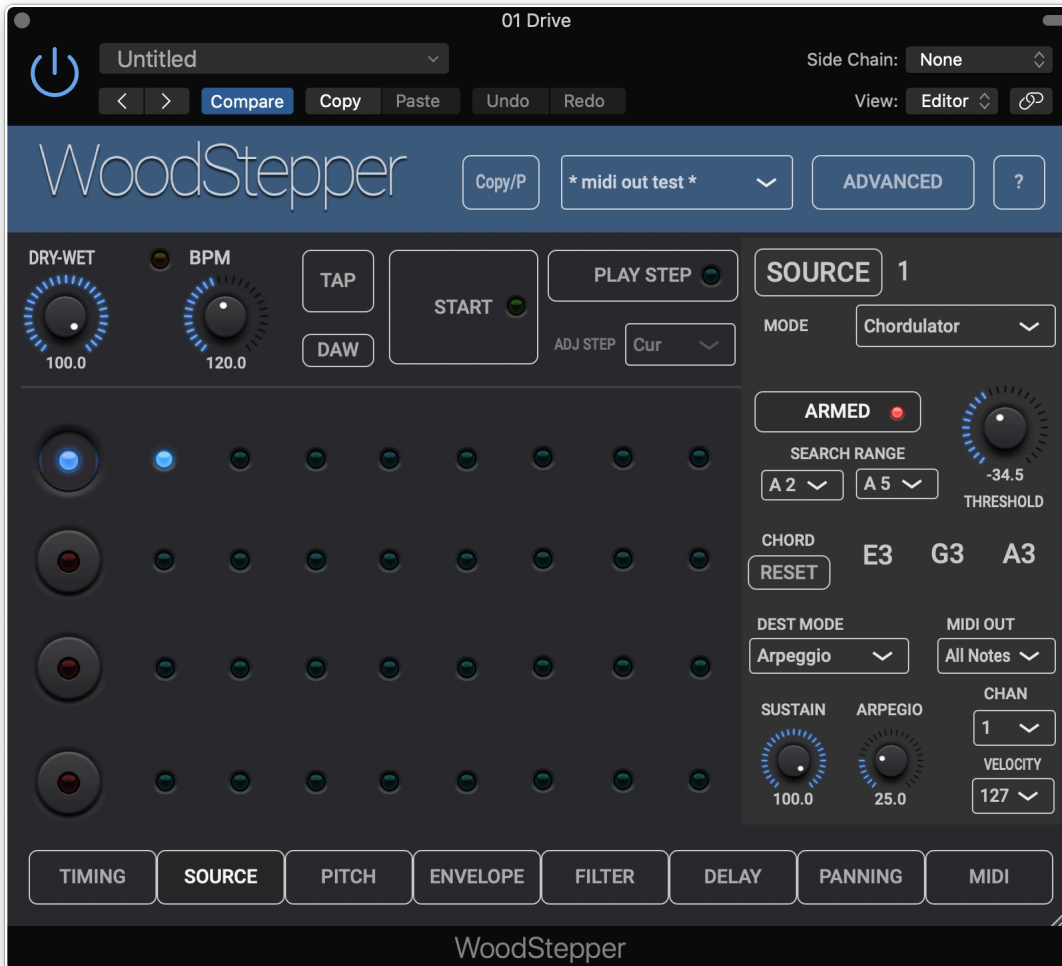 01 Drive
Untitled
Side Chain: None
Compare Copy Paste Undo Redo
View: Editor
WoodStepper
Copy/P
* midi out test *
ADVANCED
?
DRY-WET
100.0
BPM
120.0
TAP
DAW
START
PLAY STEP
ADJ STEP Cur
SOURCE 1
MODE Chordulator
ARMED
SEARCH RANGE
A 2 A 5
-34.5
THRESHOLD
CHORD
RESET
E3 G3 A3
DEST MODE
Arpeggio
MIDI OUT
All Notes
SUSTAIN
100.0
ARPEGIO
25.0
CHAN
1
VELOCITY
127
TIMING SOURCE PITCH ENVELOPE FILTER DELAY PANNING MIDI
WoodStepper